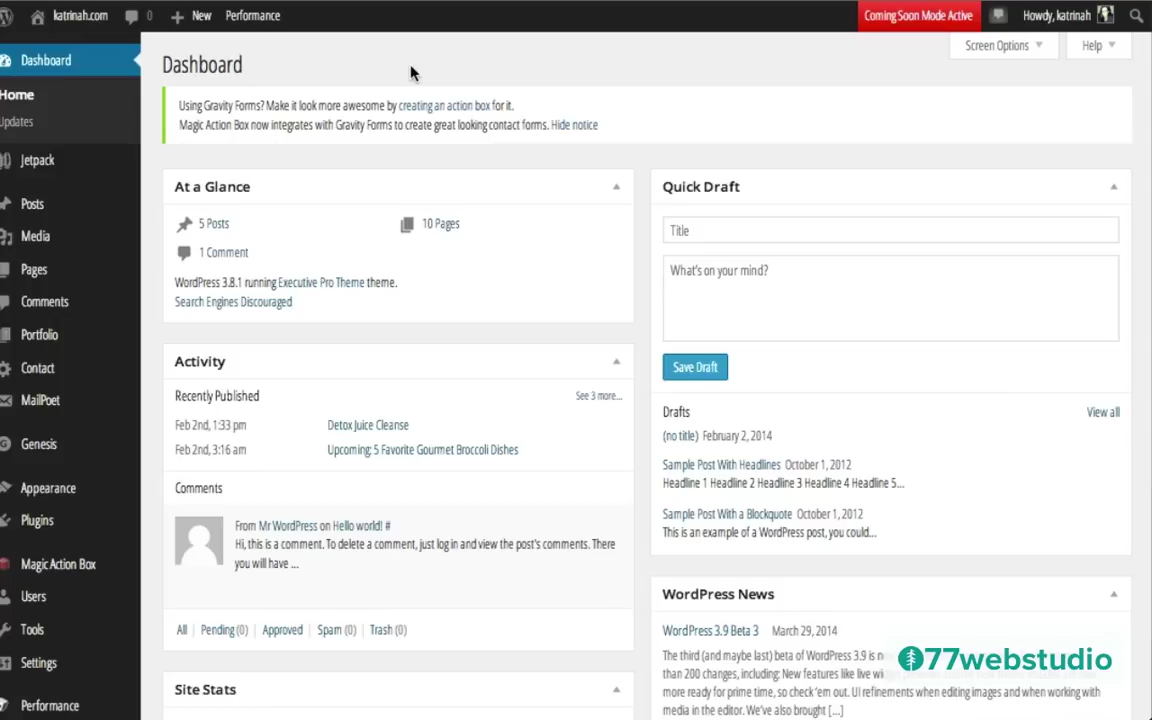 katrinah.com 0 New Performance Coming Soon Mode Active Howdy, katrinah
Screen Options Help
Dashboard
Home
Updates
Jetpack
Posts
Media
Pages
Comments
Portfolio
Contact
MailPoet
Genesis
Appearance
Plugins
Magic Action Box
Users
Tools
Settings
Performance
Dashboard
Using Gravity Forms? Make it look more awesome by creating an action box for it.
Magic Action Box now integrates with Gravity Forms to create great looking contact forms. Hide notice
At a Glance
5 Posts 10 Pages
1 Comment
WordPress 3.8.1 running Executive Pro Theme theme.
Search Engines Discouraged
Activity
Recently Published See 3 more...
Feb 2nd, 1:33 pm Detox Juice Cleanse
Feb 2nd, 3:16 am Upcoming: 5 Favorite Gourmet Broccoli Dishes
Comments
From Mr WordPress on Hello world! #
Hi, this is a comment. To delete a comment, just log in and view the post's comments. There
you will have ...
All | Pending (0) | Approved | Spam (0) | Trash (0)
Site Stats
Quick Draft
Title
What's on your mind?
Save Draft
Drafts View all
(no title) February 2, 2014
Sample Post With Headlines October 1, 2012
Headline 1 Headline 2 Headline 3 Headline 4 Headline 5...
Sample Post With a Blockquote October 1, 2012
This is an example of a WordPress post, you could...
WordPress News
WordPress 3.9 Beta 3 March 29, 2014
The third (and maybe last) beta of WordPress 3.9 is
than 200 changes, including: New features like live
more ready for prime time, so check 'em out. UI refinements when editing images and when working with
media in the editor. We've also brought [...]
77webstudio